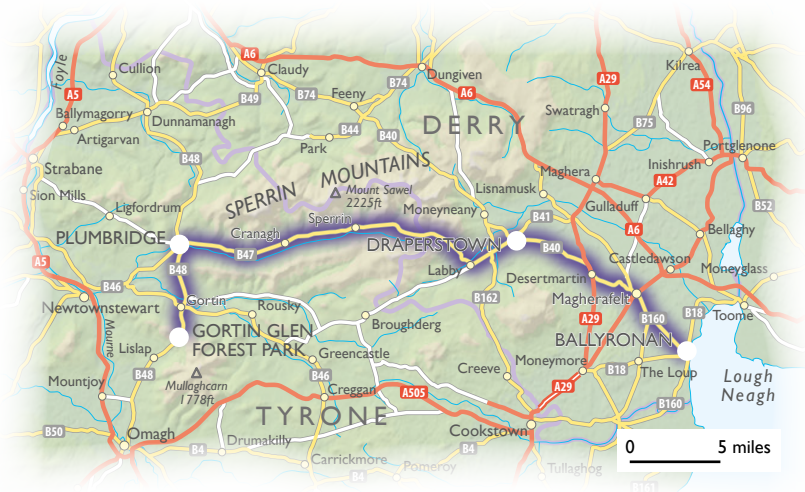 A6
Kilrea
Foyle
Cullion
Claudy
Dungiven
A29
A5
B74
A54
B49
B74
Feeny
A6
B96
Ballymagorry
Dunnamanagh
Swatragh
B75
Artigarvan
B44
B40
DERRY
Portglenone
Park
Strabane
B48
MOUNTAINS
Maghera
Inishrush
A42
Sion Mills
SPERRIN
Mount Sawel
2225ft
Lisnamusk
Gulladuff
B52
Ligfordrum
Sperrin
Moneyneany
B41
A6
PLUMBRIDGE
Cranagh
DRAPERSTOWN
B40
Bellaghy
A5
B47
Castledawson
B48
Labby
Desertmartin
Moneyglass
B46
Gortin
B162
Magherafelt
Newtownstewart
Rousky
B18
Toome
Mourne
Broughderg
A29
B160
GORTIN GLEN
FOREST PARK
BALLYRONAN
Lislap
Greencastle
Moneymore
B48
Mullaghcarn
1778ft
B46
Creeve
B18
The Loup
Lough
Neagh
Mountjoy
Creggan
A505
A29
B160
TYRONE
B50
Omagh
Cookstown
B4
Drumakilly
B4
0 5 miles
Carrickmore
B4
Pomeroy
Tullaghog
B161